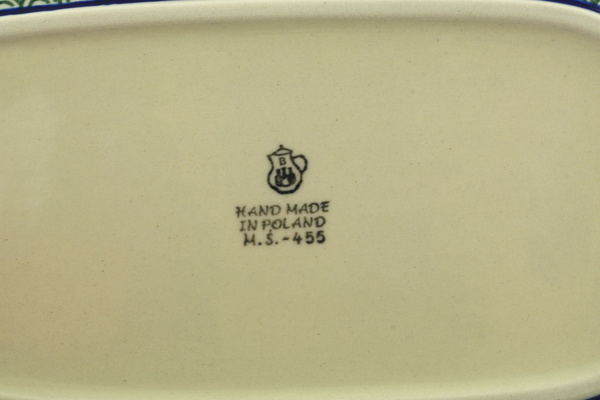 B
HAND MADE
IN POLAND
M.Ś.-455